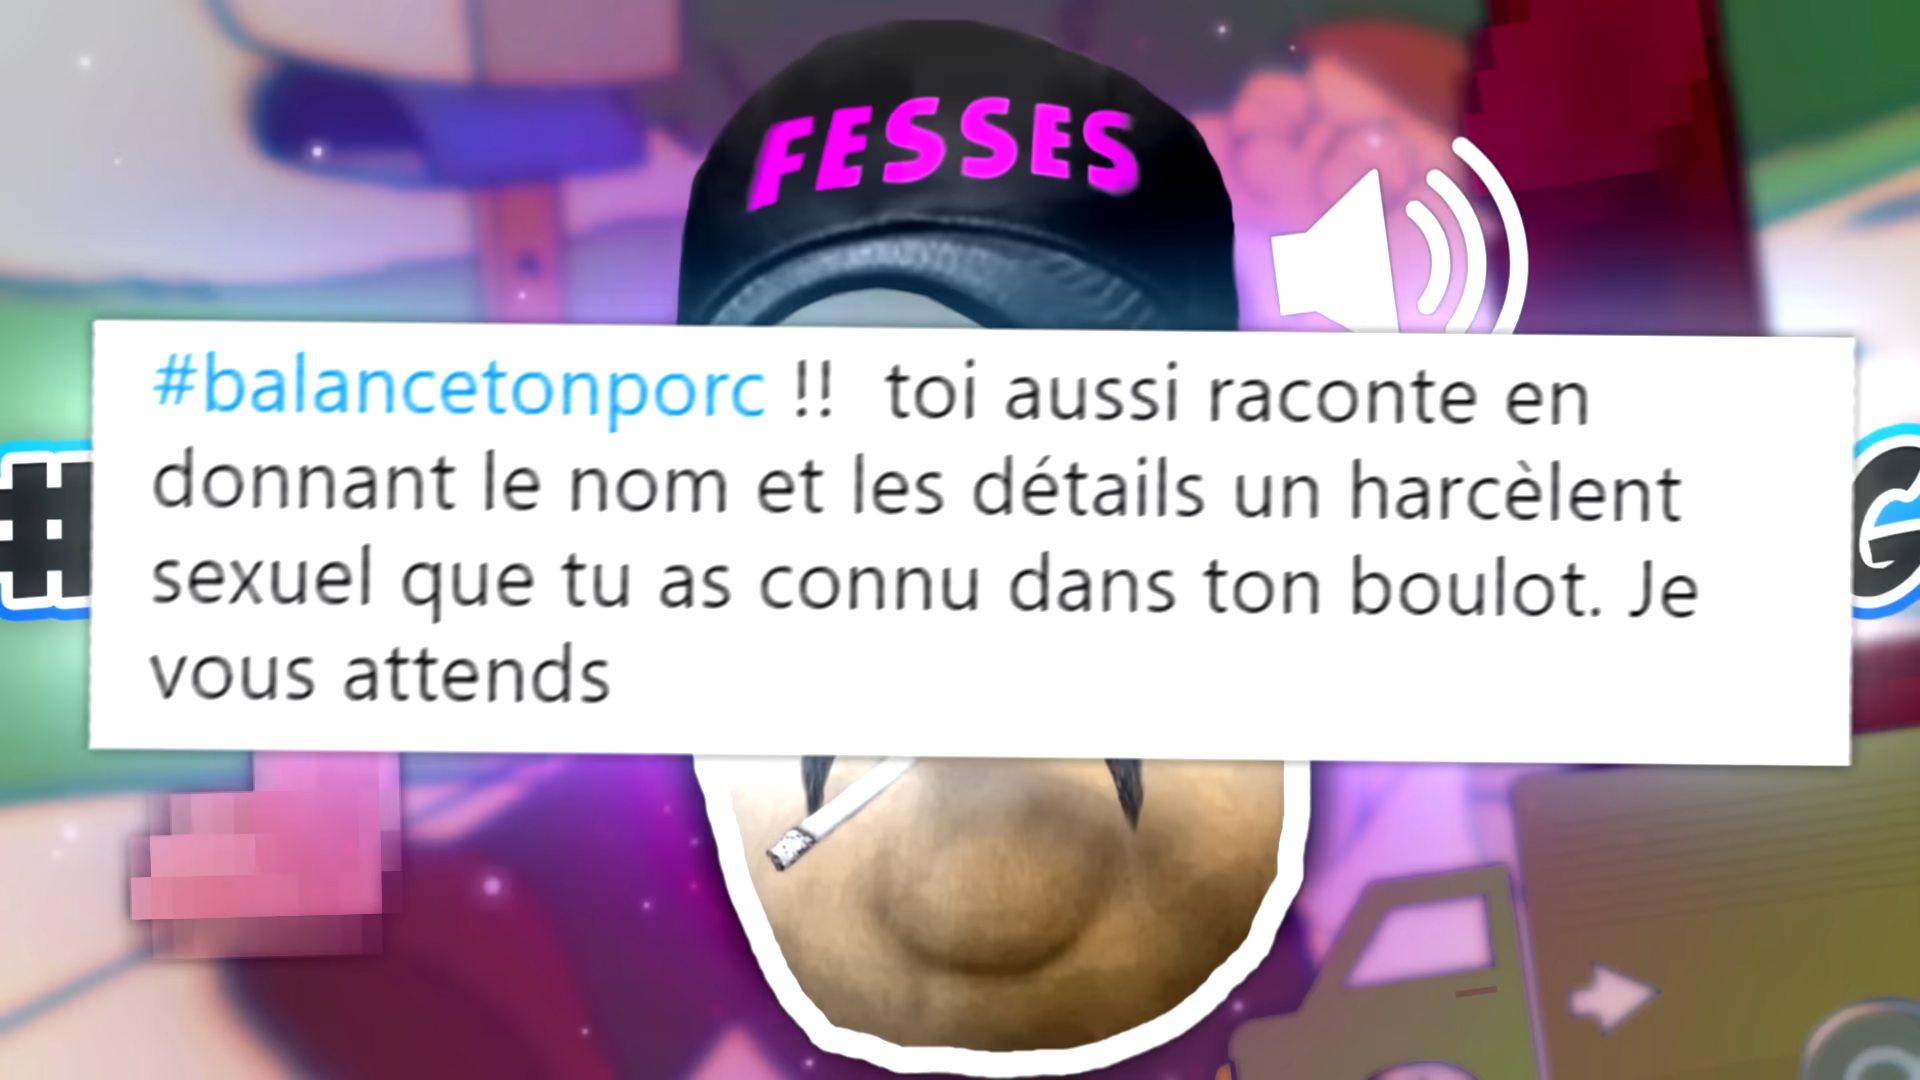 FESSES
#balancetonporc !! toi aussi raconte en
donnant le nom et les détails un harcèlent
sexuel que tu as connu dans ton boulot. Je
vous attends
#
G